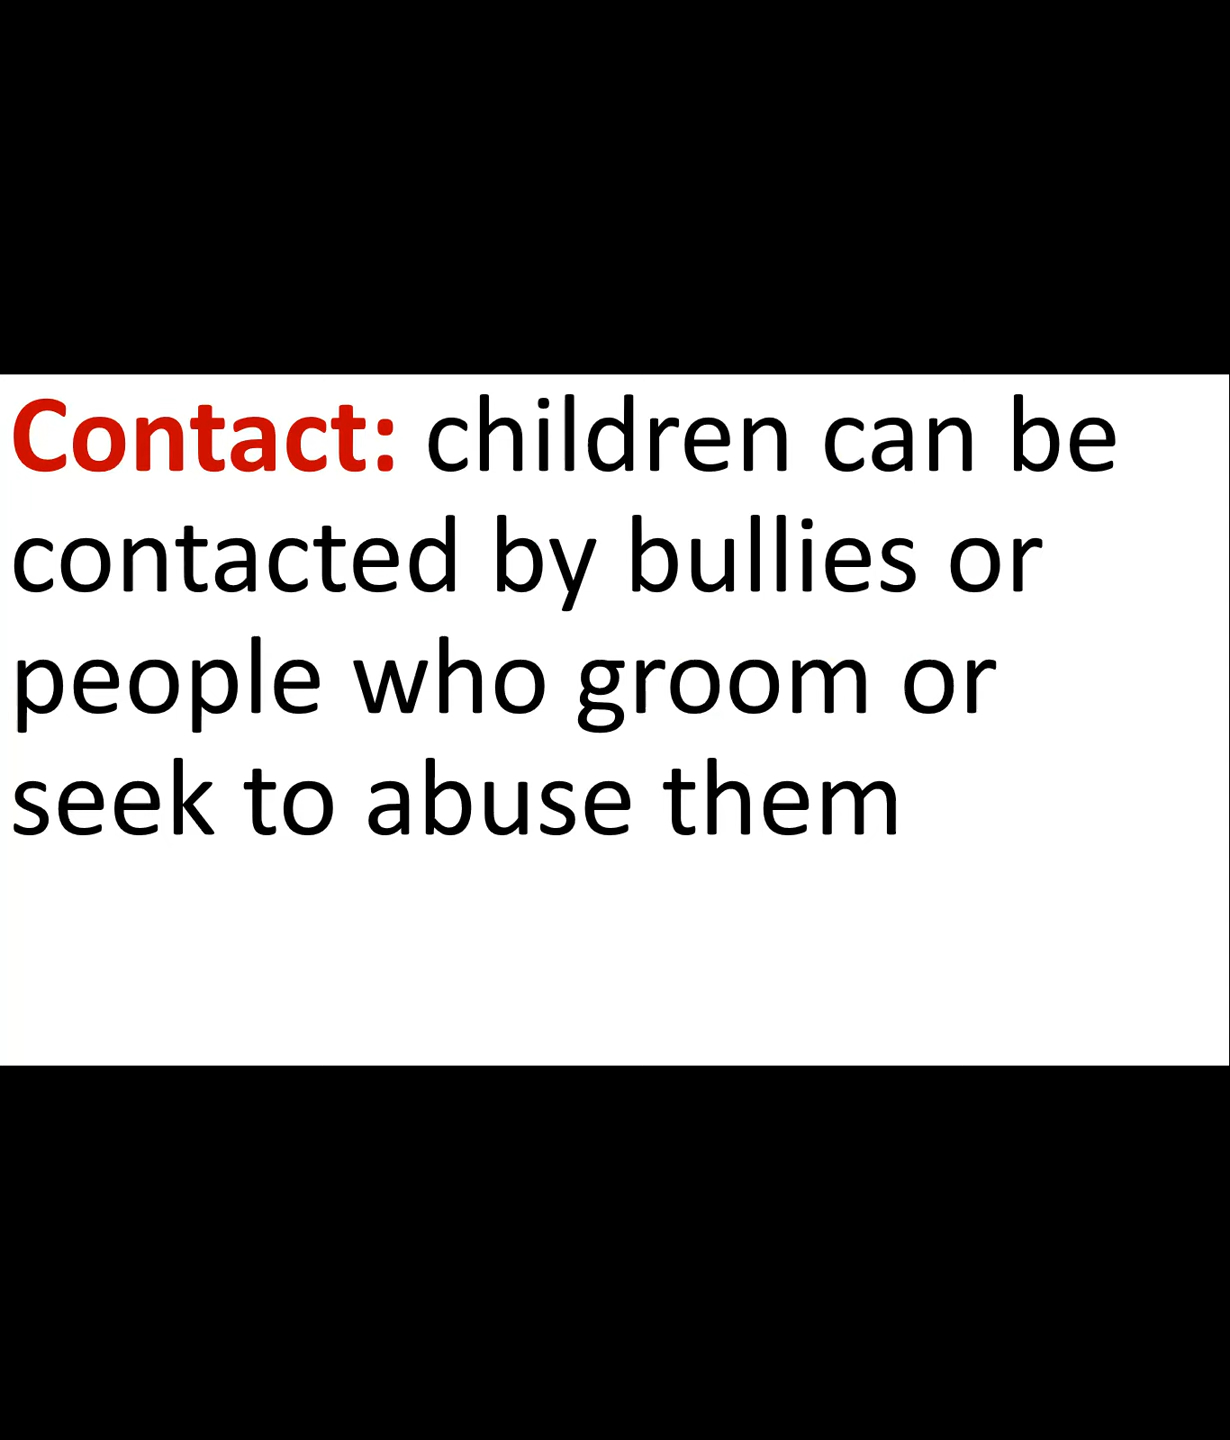 Contact: children can be
contacted by bullies or
people who groom or
seek to abuse them